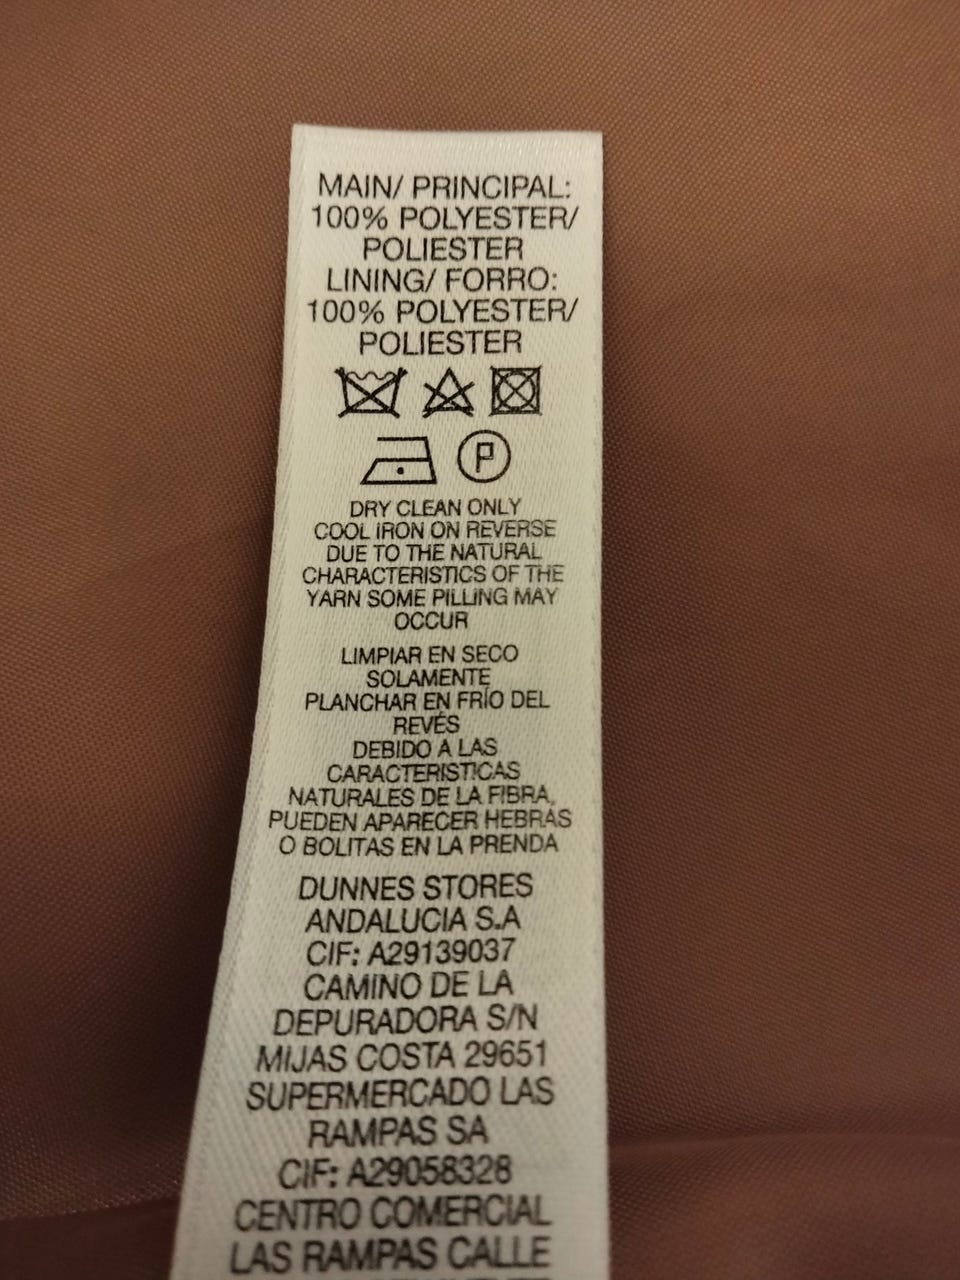 MAIN/ PRINCIPAL:
100% POLYESTER/
POLIESTER
LINING/ FORRO:
100% POLYESTER/
POLIESTER
P
DRY CLEAN ONLY
COOL IRON ON REVERSE
DUE TO THE NATURAL
CHARACTERISTICS OF THE
YARN SOME PILLING MAY
OCCUR
LIMPIAR EN SECO
SOLAMENTE
PLANCHAR EN FRÍO DEL
REVÉS
DEBIDO A LAS
CARACTERISTICAS
NATURALES DE LA FIBRA,
PUEDEN APARECER HEBRAS
O BOLITAS EN LA PRENDA
DUNNES STORES
ANDALUCIA S.A
CIF: A29139037
CAMINO DE LA
DEPURADORA S/N
MIJAS COSTA 29651
SUPERMERCADO LAS
RAMPAS SA
CIF: A29058328
CENTRO COMERCIAL
LAS RAMPAS CALLE